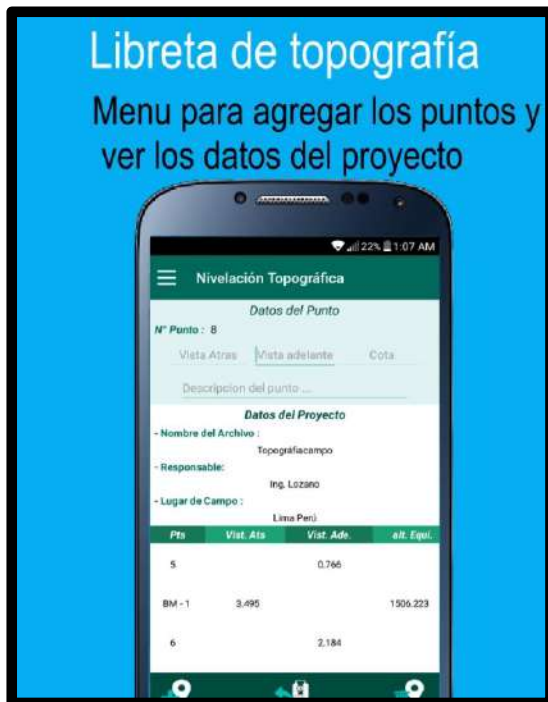 Libreta de topografía
Menu para agregar los puntos y
ver los datos del proyecto
22% 1:07 AM
Nivelación Topográfica
Datos del Punto
N° Punto : 8
Vista Atras Vista adelante Cota
Descripcion del punto ...
Datos del Proyecto
- Nombre del Archivo :
Topográfiacampo
- Responsable:
Ing. Lozano
- Lugar de Campo :
Lima Perú
Pts Vist. Ats Vist. Ade. alt. Equi.
5 0.766
BM - 1 3.495 1506.223
6 2.184